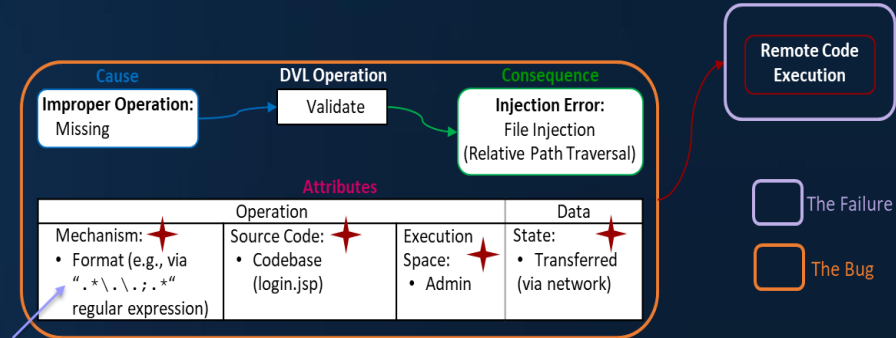 Cause
DVL Operation
Consequence
Remote Code
Execution
Improper Operation:
Missing
Validate
Injection Error:
File Injection
(Relative Path Traversal)
Attributes
Operation
Data
Mechanism:
• Format (e.g., via
“.*\.\.;.*“
regular expression)
Source Code:
• Codebase
(login.jsp)
Execution
Space:
• Admin
State:
• Transferred
(via network)
The Failure
The Bug